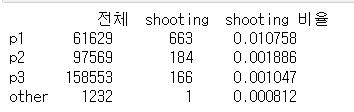 전체 shooting shooting 비율
p1 61629 663 0.010758
p2 97569 184 0.001886
p3 158553 166 0.001047
other 1232 1 0.000812